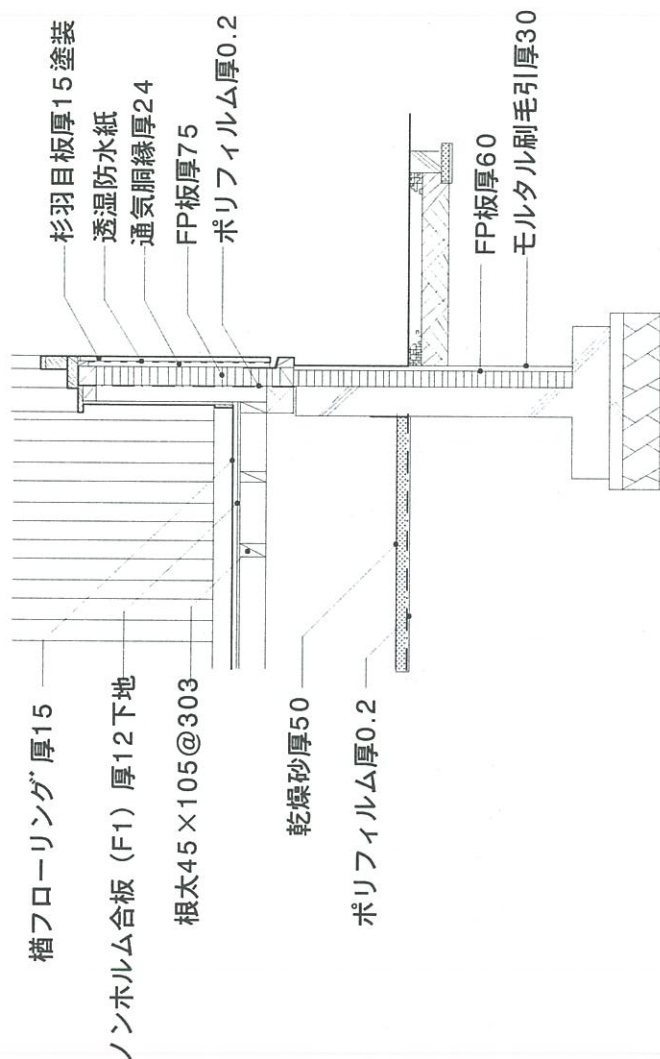 杉羽目板厚15塗装
透湿防水紙
通気胴縁厚24
FP板厚75
ポリフィルム厚0.2
FP板厚60
モルタル刷毛引厚30
楢フローリング厚15
ノンホルム合板(F1)厚12下地
根太45×105@303
乾燥砂厚50
ポリフィルム厚0.2